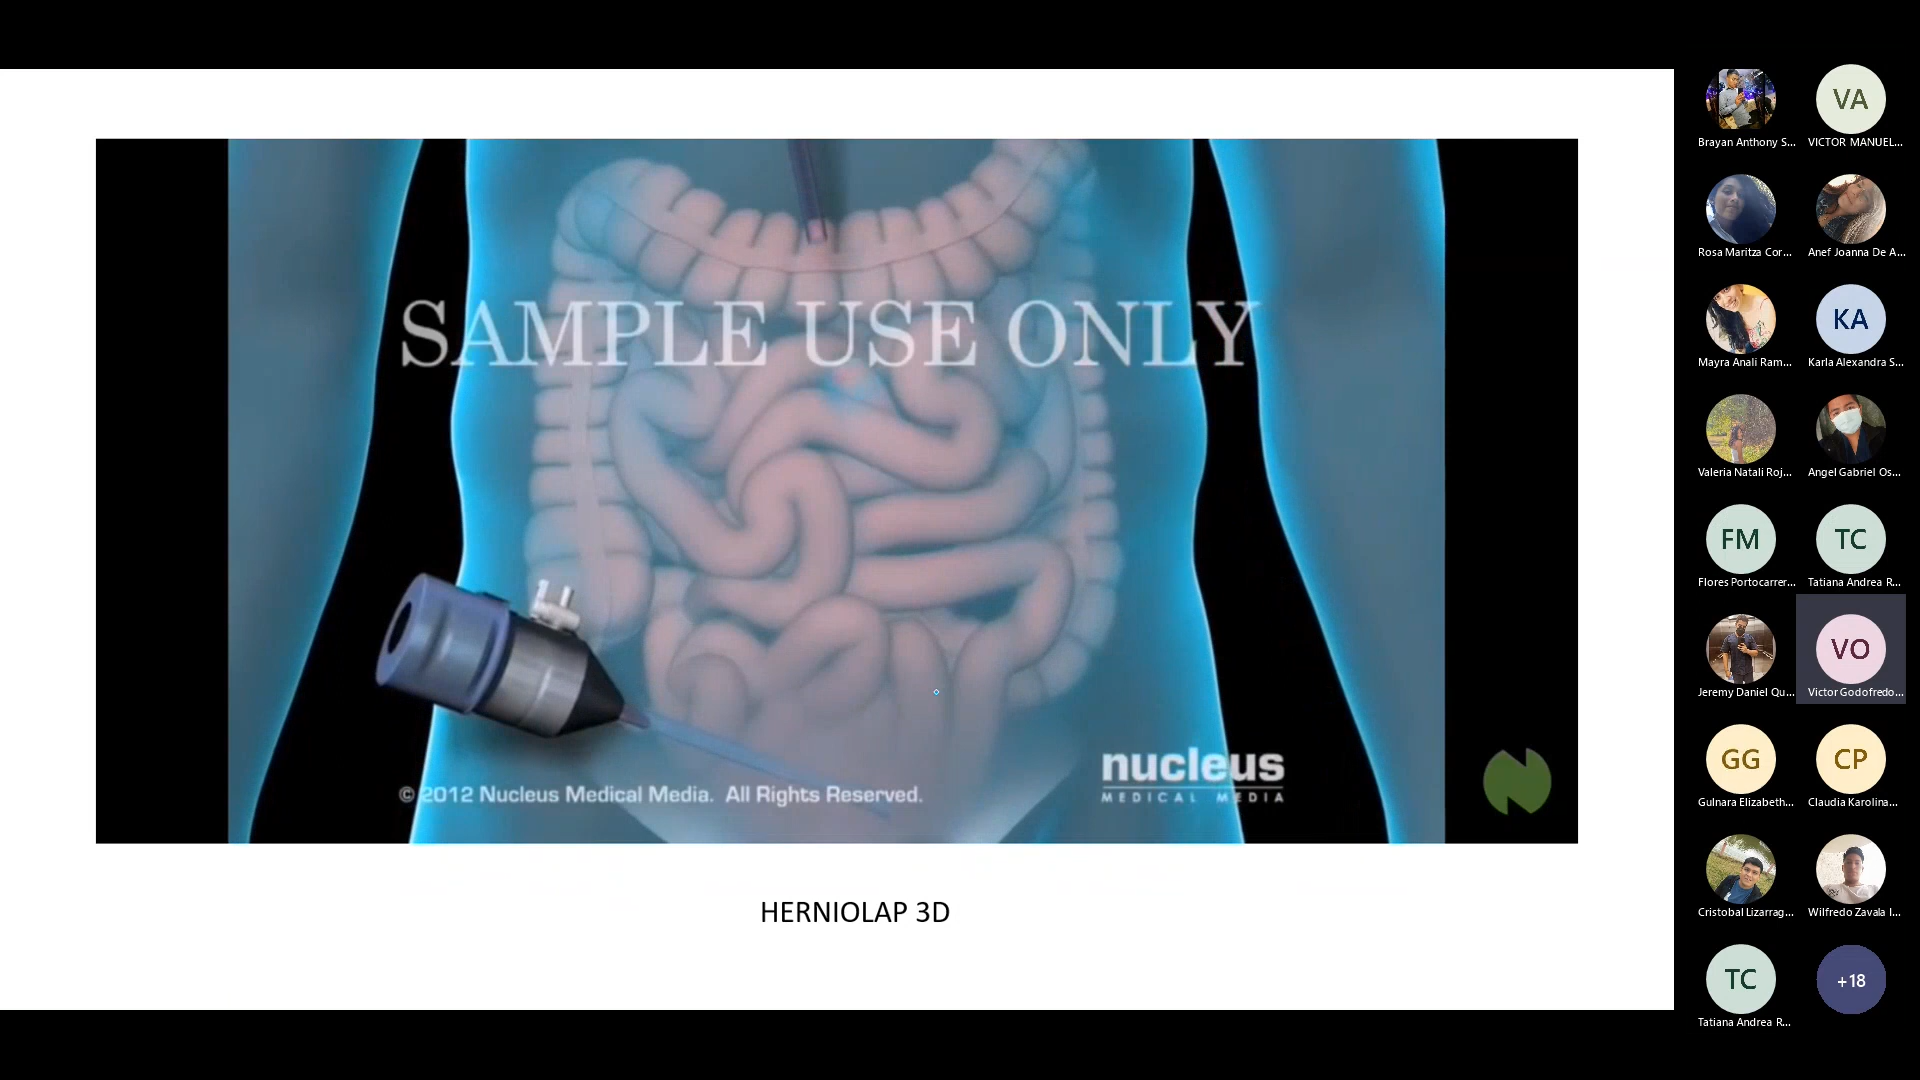 SAMPLE USE ONLY
© 2012 Nucleus Medical Media. All Rights Reserved.
nucleus
MEDICAL MEDIA
HERNIOLAP 3D
Brayan Anthony S...
VA
VICTOR MANUEL...
Rosa Maritza Cor...
Anef Joanna De A...
Mayra Anali Ram...
KA
Karla Alexandra S...
Valeria Natali Roj...
Angel Gabriel Os...
FM
Flores Portocarrer...
TC
Tatiana Andrea R...
Jeremy Daniel Qu...
VO
Victor Godofredo...
GG
Gulnara Elizabeth...
CP
Claudia Karolina...
Cristobal Lizarrag...
Wilfredo Zavala I...
TC
Tatiana Andrea R...
+18